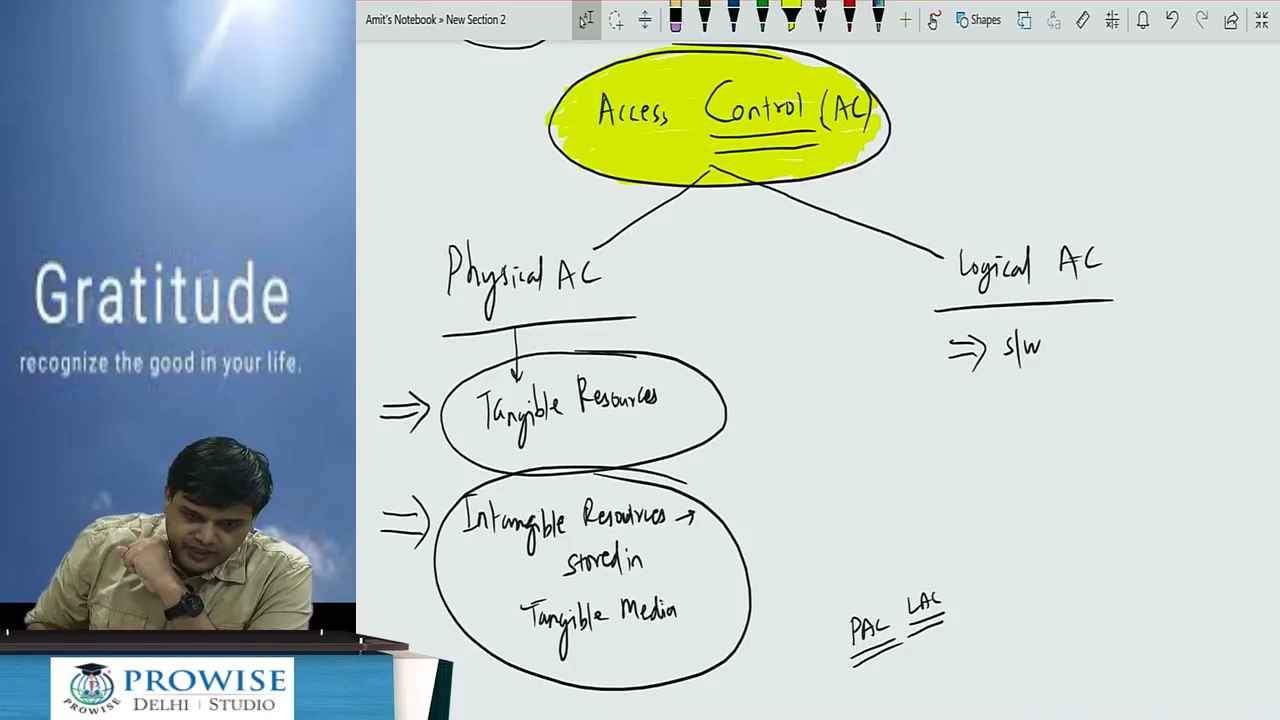 Amit's Notebook » New Section 2
Shapes
Access Control (AC)
Physical AC
Logical AC
⇒ s/w
⇒ Tangible Resources
⇒ Intangible Resources →
stored in
Tangible Media
PAC LAC
Gratitude
recognize the good in your life.
PROWISE
PROWISE
DELHI | STUDIO